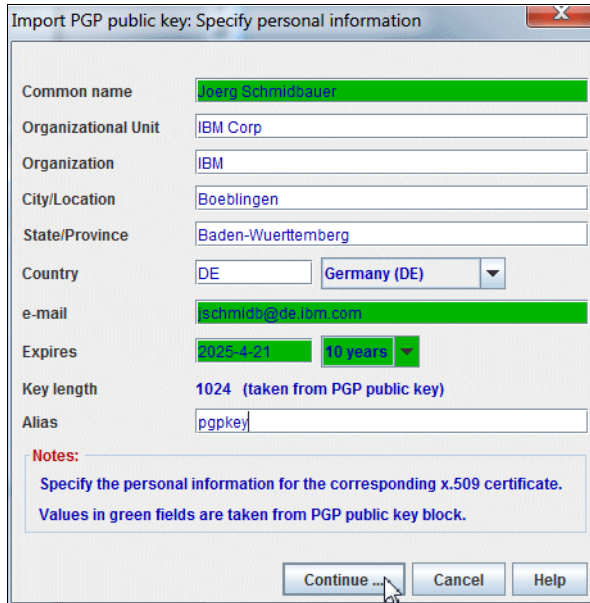 Import PGP public key: Specify personal information
Common name Joerg Schmidbauer
Organizational Unit IBM Corp
Organization IBM
City/Location Boeblingen
State/Province Baden-Wuerttemberg
Country DE Germany (DE)
e-mail jschmidb@de.ibm.com
Expires 2025-4-21 10 years
Key length 1024 (taken from PGP public key)
Alias pgpkey
Notes:
Specify the personal information for the corresponding x.509 certificate.
Values in green fields are taken from PGP public key block.
Continue ... Cancel Help